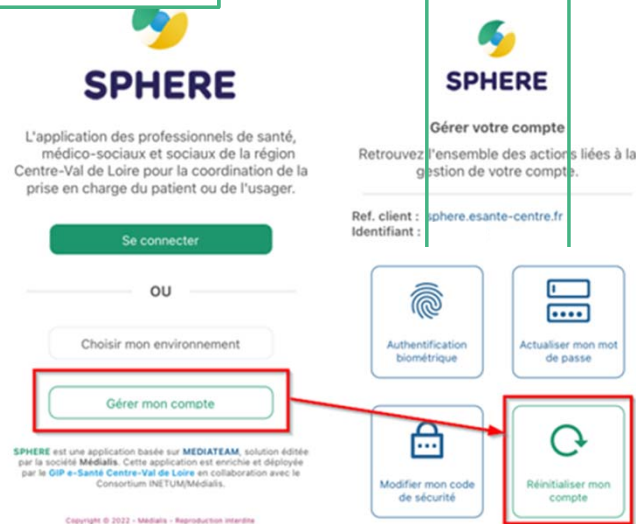 SPHERE
L'application des professionnels de santé,
médico-sociaux et sociaux de la région
Centre-Val de Loire pour la coordination de la
prise en charge du patient ou de l'usager.
Se connecter
OU
Choisir mon environnement
Gérer mon compte
SPHERE est une application basée sur MEDIATEAM, solution éditée
par la société Médialis. Cette application est enrichie et déployée
par le GIP e-Santé Centre-Val de Loire en collaboration avec le
Consortium INETUM/Médialis.
Copyright © 2022 - Médialis - Reproduction interdite
SPHERE
Gérer votre compte
Retrouvez l'ensemble des actions liées à la
gestion de votre compte.
Ref. client : sphere.esante-centre.fr
Identifiant :
Authentification
biométrique
Actualiser mon mot
de passe
Modifier mon code
de sécurité
Réinitialiser mon
compte